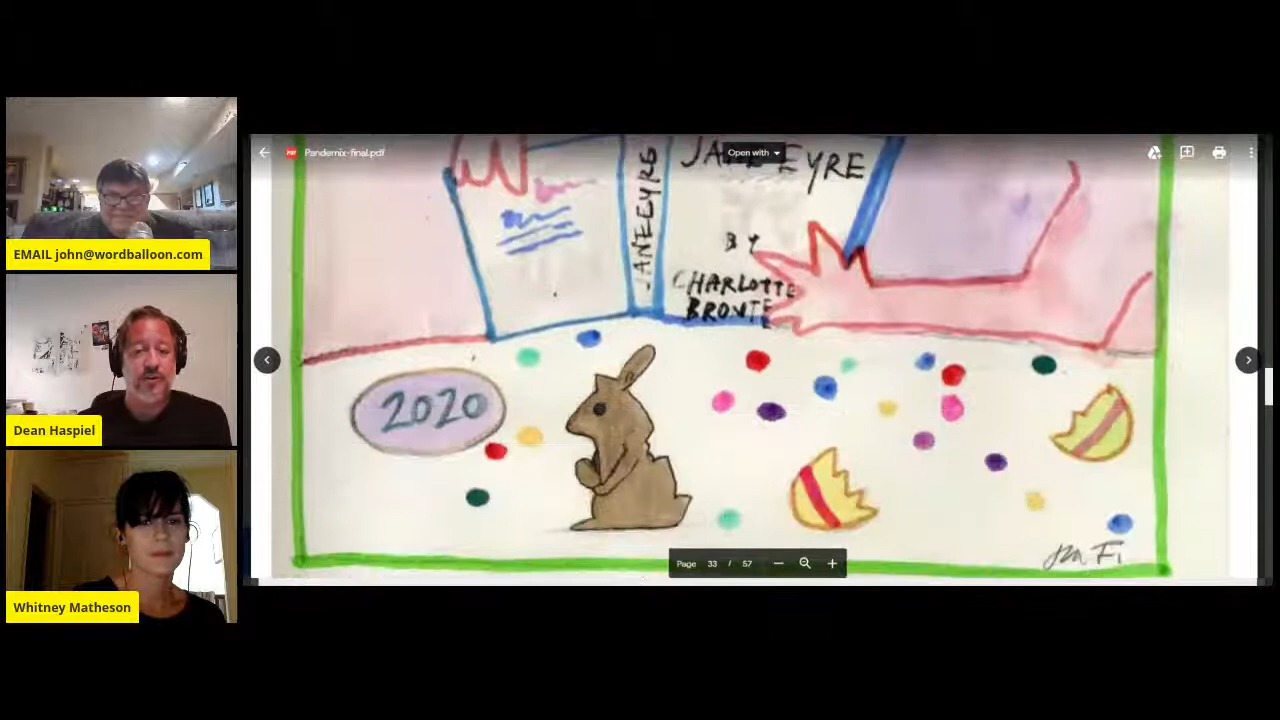 EMAIL john@wordballoon.com
Dean Haspiel
Whitney Matheson
Pandemix-final.pdf
Open with
JANE EYRE
JANE EYRE
BY
CHARLOTTE
BRONTE
2020
Page 33 / 57